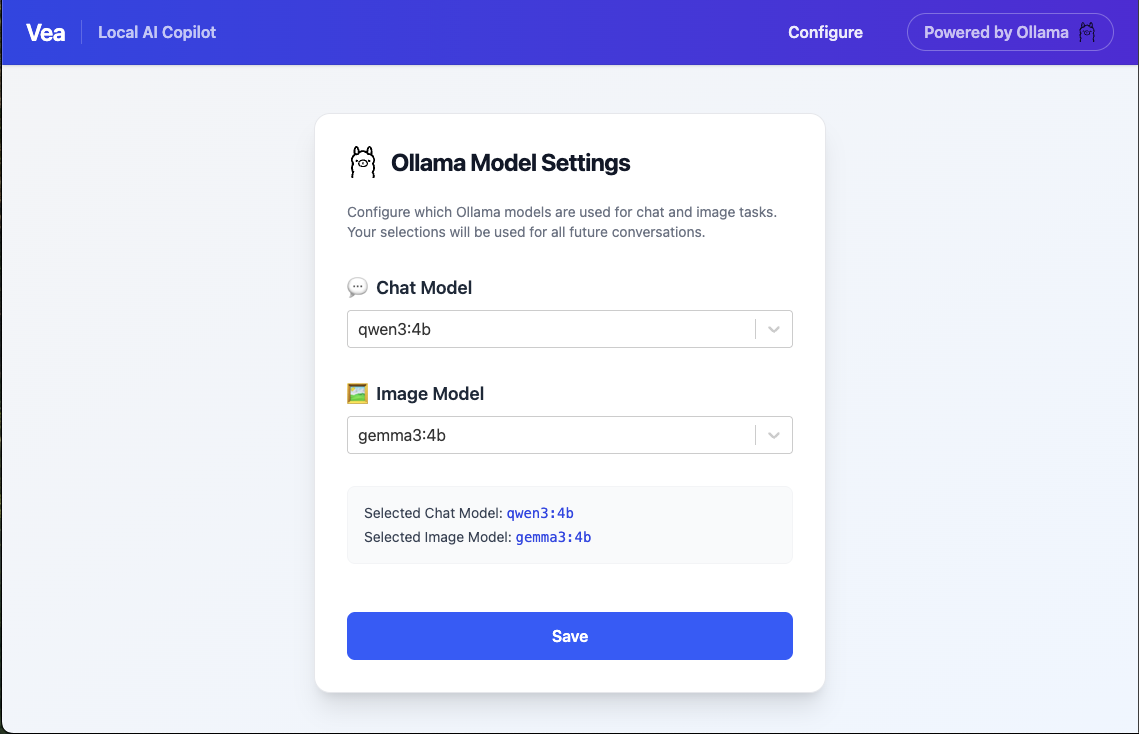 Vea
Local AI Copilot
Configure
Powered by Ollama
Ollama Model Settings
Configure which Ollama models are used for chat and image tasks.
Your selections will be used for all future conversations.
Chat Model
qwen3:4b
Image Model
gemma3:4b
Selected Chat Model: qwen3:4b
Selected Image Model: gemma3:4b
Save